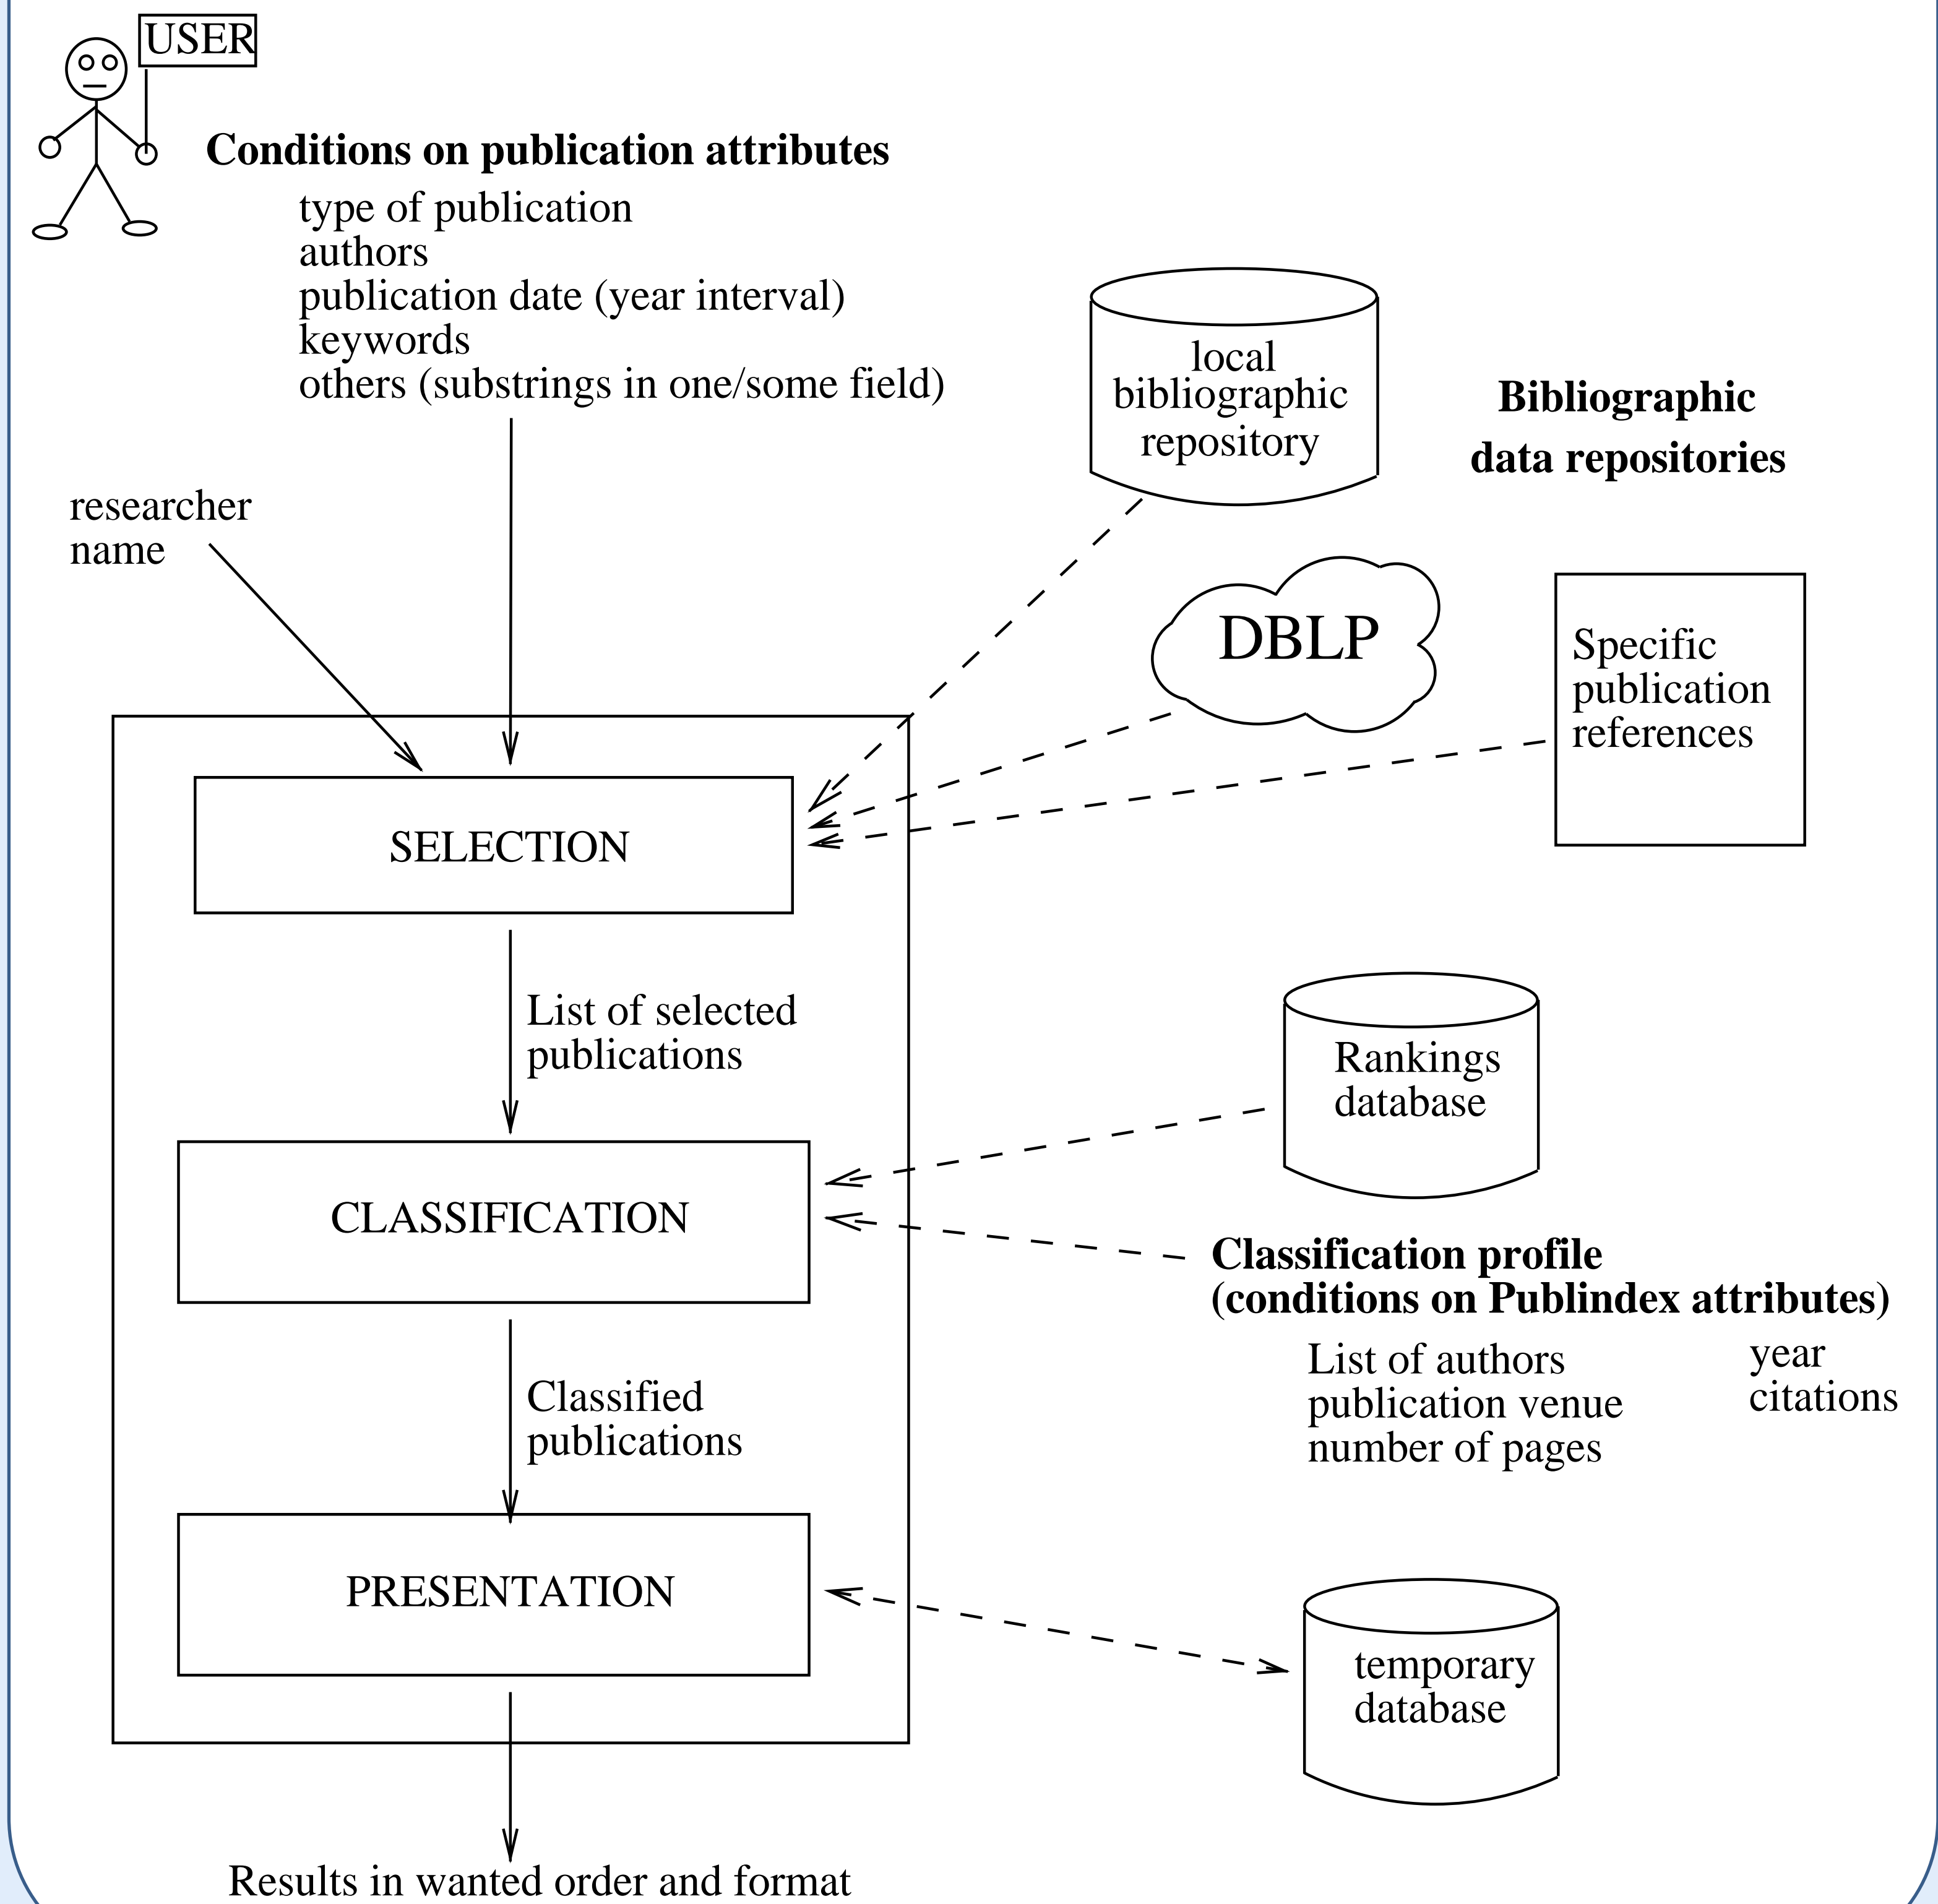 USER
Conditions on publication attributes
type of publication
authors
publication date (year interval)
keywords
others (substrings in one/some field)
researcher
name
local
bibliographic
repository
Bibliographic
data repositories
DBLP
Specific
publication
references
SELECTION
List of selected
publications
Rankings
database
CLASSIFICATION
Classification profile
(conditions on Publindex attributes)
List of authors
publication venue
number of pages
year
citations
Classified
publications
PRESENTATION
temporary
database
Results in wanted order and format